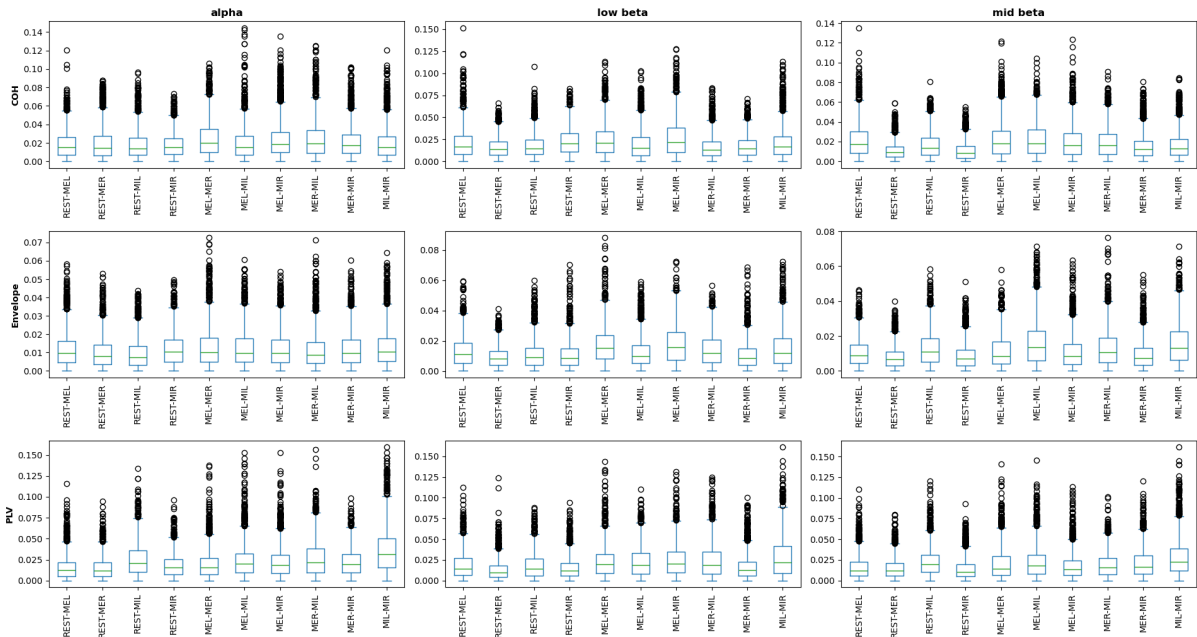 alpha
low beta
mid beta
COH
0.14
0.12
0.10
0.08
0.06
0.04
0.02
0.00
REST-MEL
REST-MER
REST-MIL
REST-MIR
MEL-MER
MEL-MIL
MEL-MIR
MER-MIL
MER-MIR
MIL-MIR
0.150
0.125
0.100
0.075
0.050
0.025
0.000
REST-MEL
REST-MER
REST-MIL
REST-MIR
MEL-MER
MEL-MIL
MEL-MIR
MER-MIL
MER-MIR
MIL-MIR
0.14
0.12
0.10
0.08
0.06
0.04
0.02
0.00
REST-MEL
REST-MER
REST-MIL
REST-MIR
MEL-MER
MEL-MIL
MEL-MIR
MER-MIL
MER-MIR
MIL-MIR
Envelope
0.07
0.06
0.05
0.04
0.03
0.02
0.01
0.00
REST-MEL
REST-MER
REST-MIL
REST-MIR
MEL-MER
MEL-MIL
MEL-MIR
MER-MIL
MER-MIR
MIL-MIR
0.08
0.06
0.04
0.02
0.00
REST-MEL
REST-MER
REST-MIL
REST-MIR
MEL-MER
MEL-MIL
MEL-MIR
MER-MIL
MER-MIR
MIL-MIR
0.08
0.06
0.04
0.02
0.00
REST-MEL
REST-MER
REST-MIL
REST-MIR
MEL-MER
MEL-MIL
MEL-MIR
MER-MIL
MER-MIR
MIL-MIR
PLV
0.150
0.125
0.100
0.075
0.050
0.025
0.000
REST-MEL
REST-MER
REST-MIL
REST-MIR
MEL-MER
MEL-MIL
MEL-MIR
MER-MIL
MER-MIR
MIL-MIR
0.150
0.125
0.100
0.075
0.050
0.025
0.000
REST-MEL
REST-MER
REST-MIL
REST-MIR
MEL-MER
MEL-MIL
MEL-MIR
MER-MIL
MER-MIR
MIL-MIR
0.150
0.125
0.100
0.075
0.050
0.025
0.000
REST-MEL
REST-MER
REST-MIL
REST-MIR
MEL-MER
MEL-MIL
MEL-MIR
MER-MIL
MER-MIR
MIL-MIR